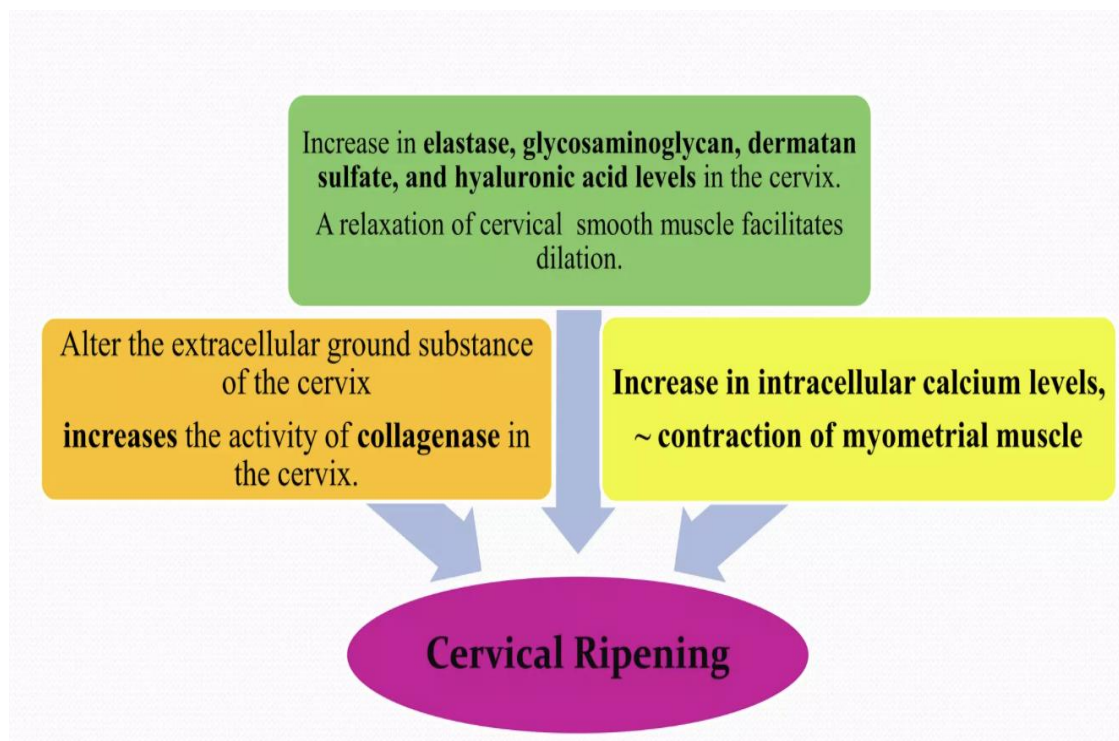 Increase in elastase, glycosaminoglycan, dermatan
sulfate, and hyaluronic acid levels in the cervix.
A relaxation of cervical smooth muscle facilitates
dilation.
Alter the extracellular ground substance
of the cervix
increases the activity of collagenase in
the cervix.
Increase in intracellular calcium levels,
~ contraction of myometrial muscle
Cervical Ripening